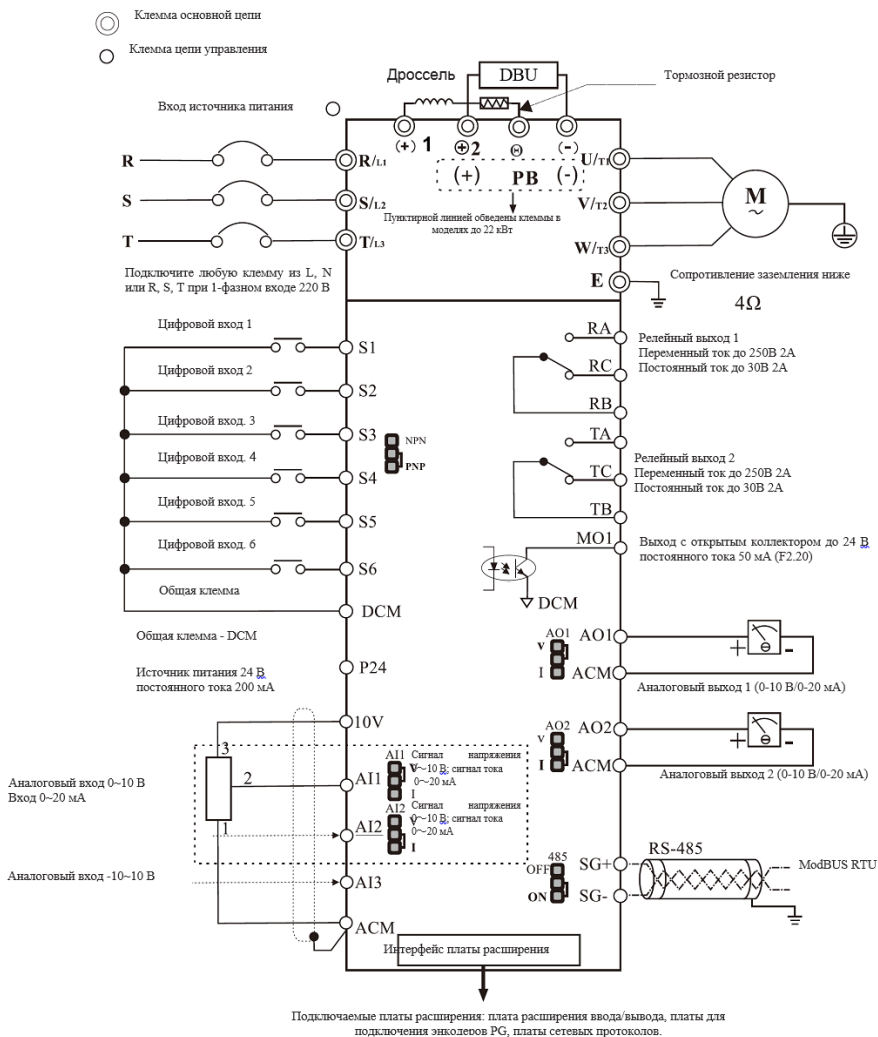 Клемма основной цепи
Клемма цепи управления
Дроссель
DBU
Тормозной резистор
Вход источника питания
(+) 1
⊕2
Θ
(-)
R
R/L1
U/T1
(+) PB (-)
S
S/L2
V/T2
M
~
Пунктирной линией обведены клеммы в
моделях до 22 кВт
T
T/L3
W/T3
Подключите любую клемму из L, N
или R, S, T при 1-фазном входе 220 В
E
Сопротивление заземления ниже
4Ω
Цифровой вход 1
S1
Цифровой вход 2
S2
Цифровой вход. 3
S3
Цифровой вход. 4
S4
Цифровой вход. 5
S5
Цифровой вход. 6
S6
Общая клемма
DCM
Общая клемма - DCM
NPN
PNP
RA
RC
RB
Релейный выход 1
Переменный ток до 250В 2А
Постоянный ток до 30В 2А
TA
TC
TB
Релейный выход 2
Переменный ток до 250В 2А
Постоянный ток до 30В 2А
MO1
Выход с открытым коллектором до 24 В
постоянного тока 50 мА (F2.20)
DCM
P24
Источник питания 24 В
постоянного тока 200 мА
AO1
V
I
AO1
ACM
+
-
Аналоговый выход 1 (0-10 В/0-20 мА)
AO2
V
I
AO2
ACM
+
-
Аналоговый выход 2 (0-10 В/0-20 мА)
10V
3
2
1
Аналоговый вход 0~10 В
Вход 0~20 мА
AI1
AI1
V
I
Сигнал напряжения
0~10 В; сигнал тока
0~20 мА
AI2
AI2
V
I
Сигнал напряжения
0~10 В; сигнал тока
0~20 мА
Аналоговый вход -10~10 В
AI3
ACM
485
OFF
ON
SG+
SG-
RS-485
ModBUS RTU
Интерфейс платы расширения
Подключаемые платы расширения: плата расширения ввода/вывода, платы для
подключения энкодеров PG, платы сетевых протоколов.